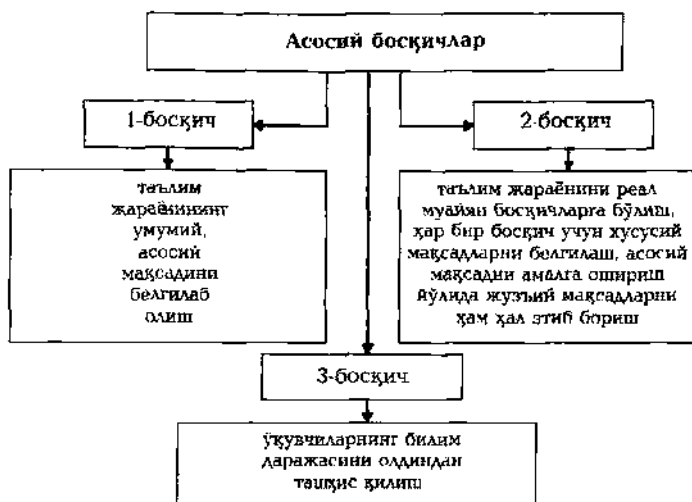 Асосий босқичлар
1-босқич
2-босқич
таълим
жараёнининг
умумий,
асосий
мақсадини
белгилаб
олиш
таълим жараёнини реал
муайян босқичларга бўлиш,
ҳар бир босқич учун хусусий
мақсадларни белгилаш, асосий
мақсадни амалга ошириш
йўлида жузъий мақсадларни
ҳам ҳал этиб бориш
3-босқич
ўқувчиларнинг билим
даражасини олдиндан
ташҳис қилиш